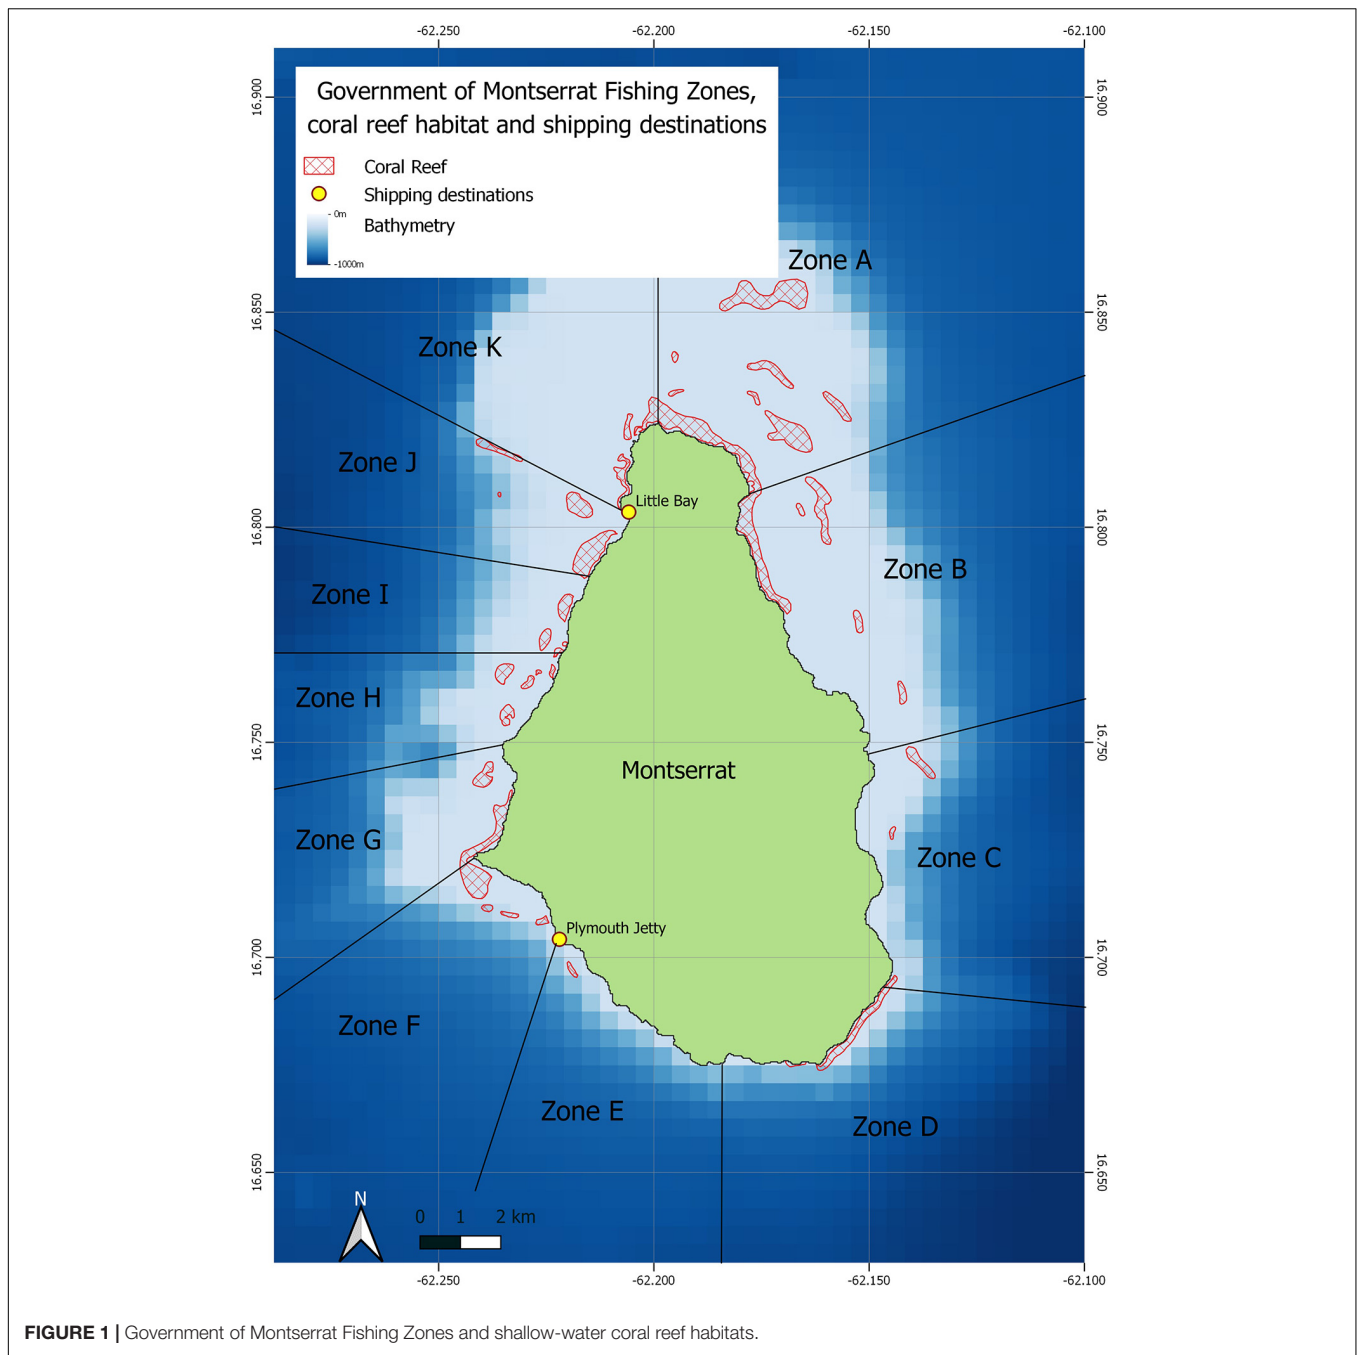 -62.250
-62.200
-62.150
-62.100
16.900
16.900
Government of Montserrat Fishing Zones,
coral reef habitat and shipping destinations
Coral Reef
Shipping destinations
- 0m
Bathymetry
-1000m
Zone A
16.850
16.850
Zone K
Zone J
Little Bay
16.800
16.800
Zone B
Zone I
Zone H
16.750
16.750
Montserrat
Zone G
Zone C
Plymouth Jetty
16.700
16.700
Zone F
Zone E
Zone D
16.650
16.650
N
0 1 2 km
-62.250
-62.200
-62.150
-62.100
FIGURE 1 | Government of Montserrat Fishing Zones and shallow-water coral reef habitats.